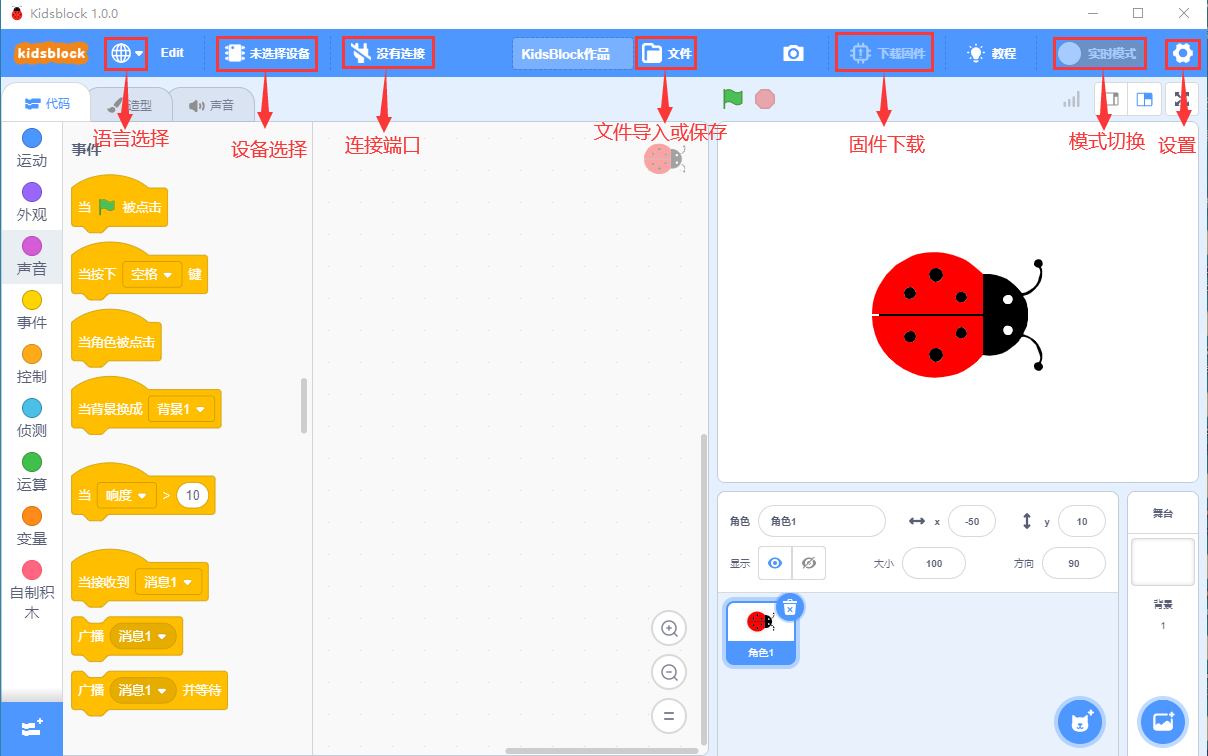 Kidsblock 1.0.0
kidsblock
Edit
未选择设备
没有连接
KidsBlock作品
文件
下载固件
教程
实时模式
代码
造型
声音
语言选择
设备选择
连接端口
文件导入或保存
固件下载
模式切换
设置
运动
外观
声音
事件
控制
侦测
运算
变量
自制积
木
事件
当 被点击
当按下 空格 键
当角色被点击
当背景换成 背景1
当 响度 > 10
当接收到 消息1
广播 消息1
广播 消息1 并等待
角色 角色1 x -50 y 10
显示 大小 100 方向 90
角色1
舞台
背景
1